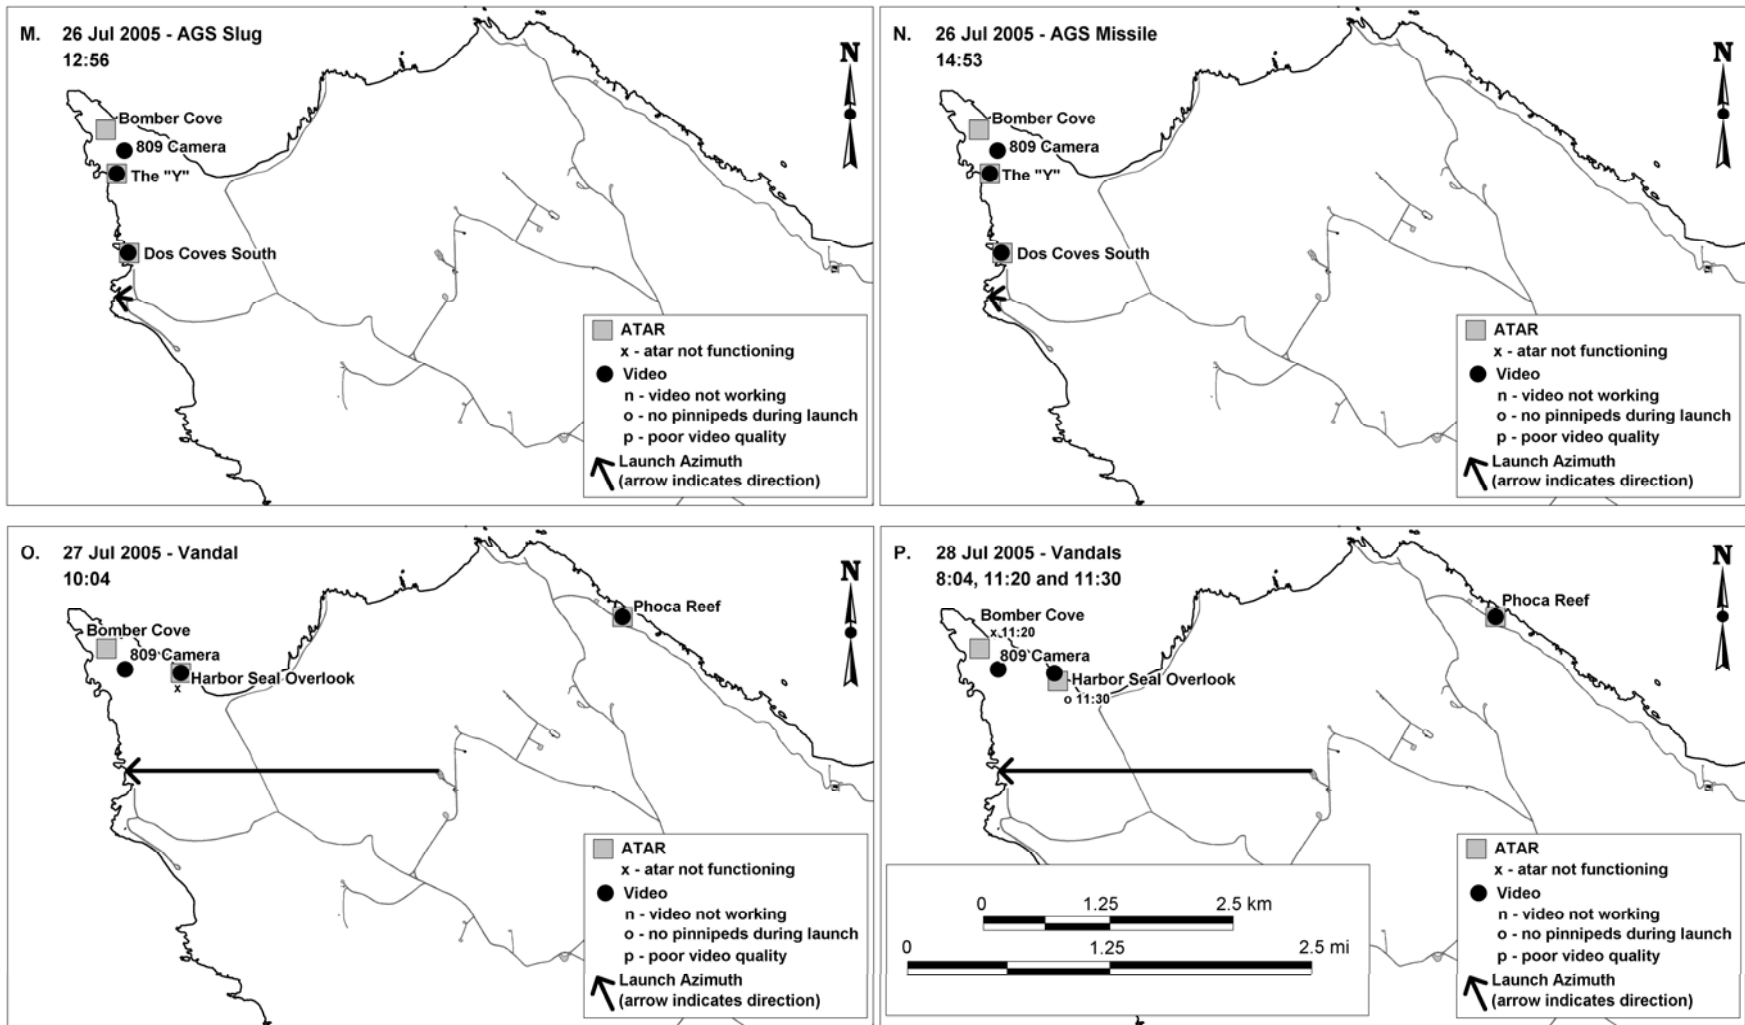 M. 26 Jul 2005 - AGS Slug
12:56
N
Bomber Cove
809 Camera
The "Y"
Dos Coves South
ATAR
x - atar not functioning
Video
n - video not working
o - no pinnipeds during launch
p - poor video quality
Launch Azimuth
(arrow indicates direction)
N. 26 Jul 2005 - AGS Missile
14:53
N
Bomber Cove
809 Camera
The "Y"
Dos Coves South
ATAR
x - atar not functioning
Video
n - video not working
o - no pinnipeds during launch
p - poor video quality
Launch Azimuth
(arrow indicates direction)
O. 27 Jul 2005 - Vandal
10:04
N
Phoca Reef
Bomber Cove
809 Camera
Harbor Seal Overlook
x
ATAR
x - atar not functioning
Video
n - video not working
o - no pinnipeds during launch
p - poor video quality
Launch Azimuth
(arrow indicates direction)
P. 28 Jul 2005 - Vandals
8:04, 11:20 and 11:30
N
Phoca Reef
Bomber Cove
x 11:20
809 Camera
Harbor Seal Overlook
o 11:30
ATAR
x - atar not functioning
Video
n - video not working
o - no pinnipeds during launch
p - poor video quality
Launch Azimuth
(arrow indicates direction)
0 1.25 2.5 km
0 1.25 2.5 mi